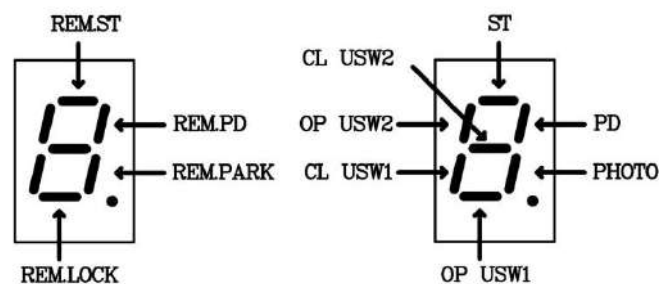 REM.ST
REM.PD
REM.PARK
REM.LOCK
ST
CL USW2
OP USW2
PD
CL USW1
PHOTO
OP USW1